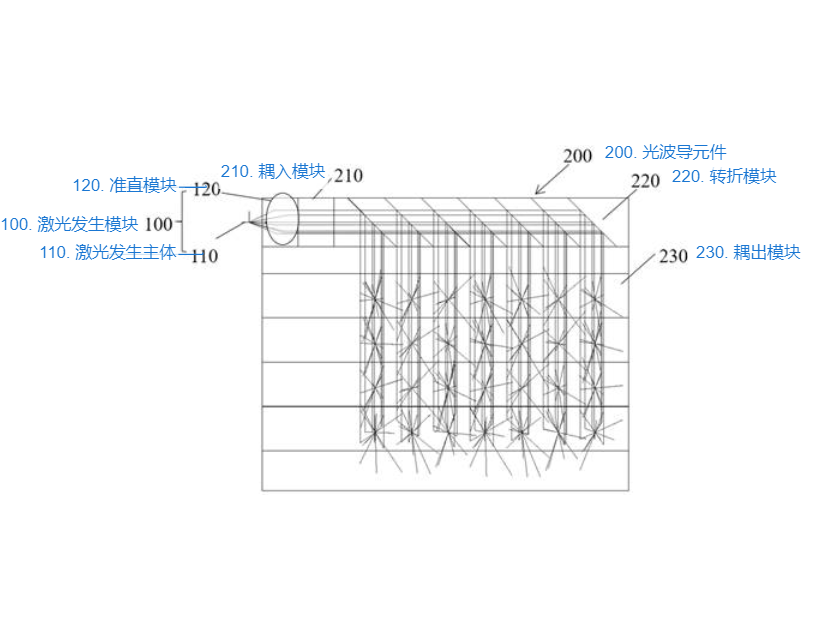 200 200. 光波导元件
210. 耦入模块 210
220 220. 转折模块
120. 准直模块 120
100. 激光发生模块 100
110. 激光发生主体 110
230 230. 耦出模块